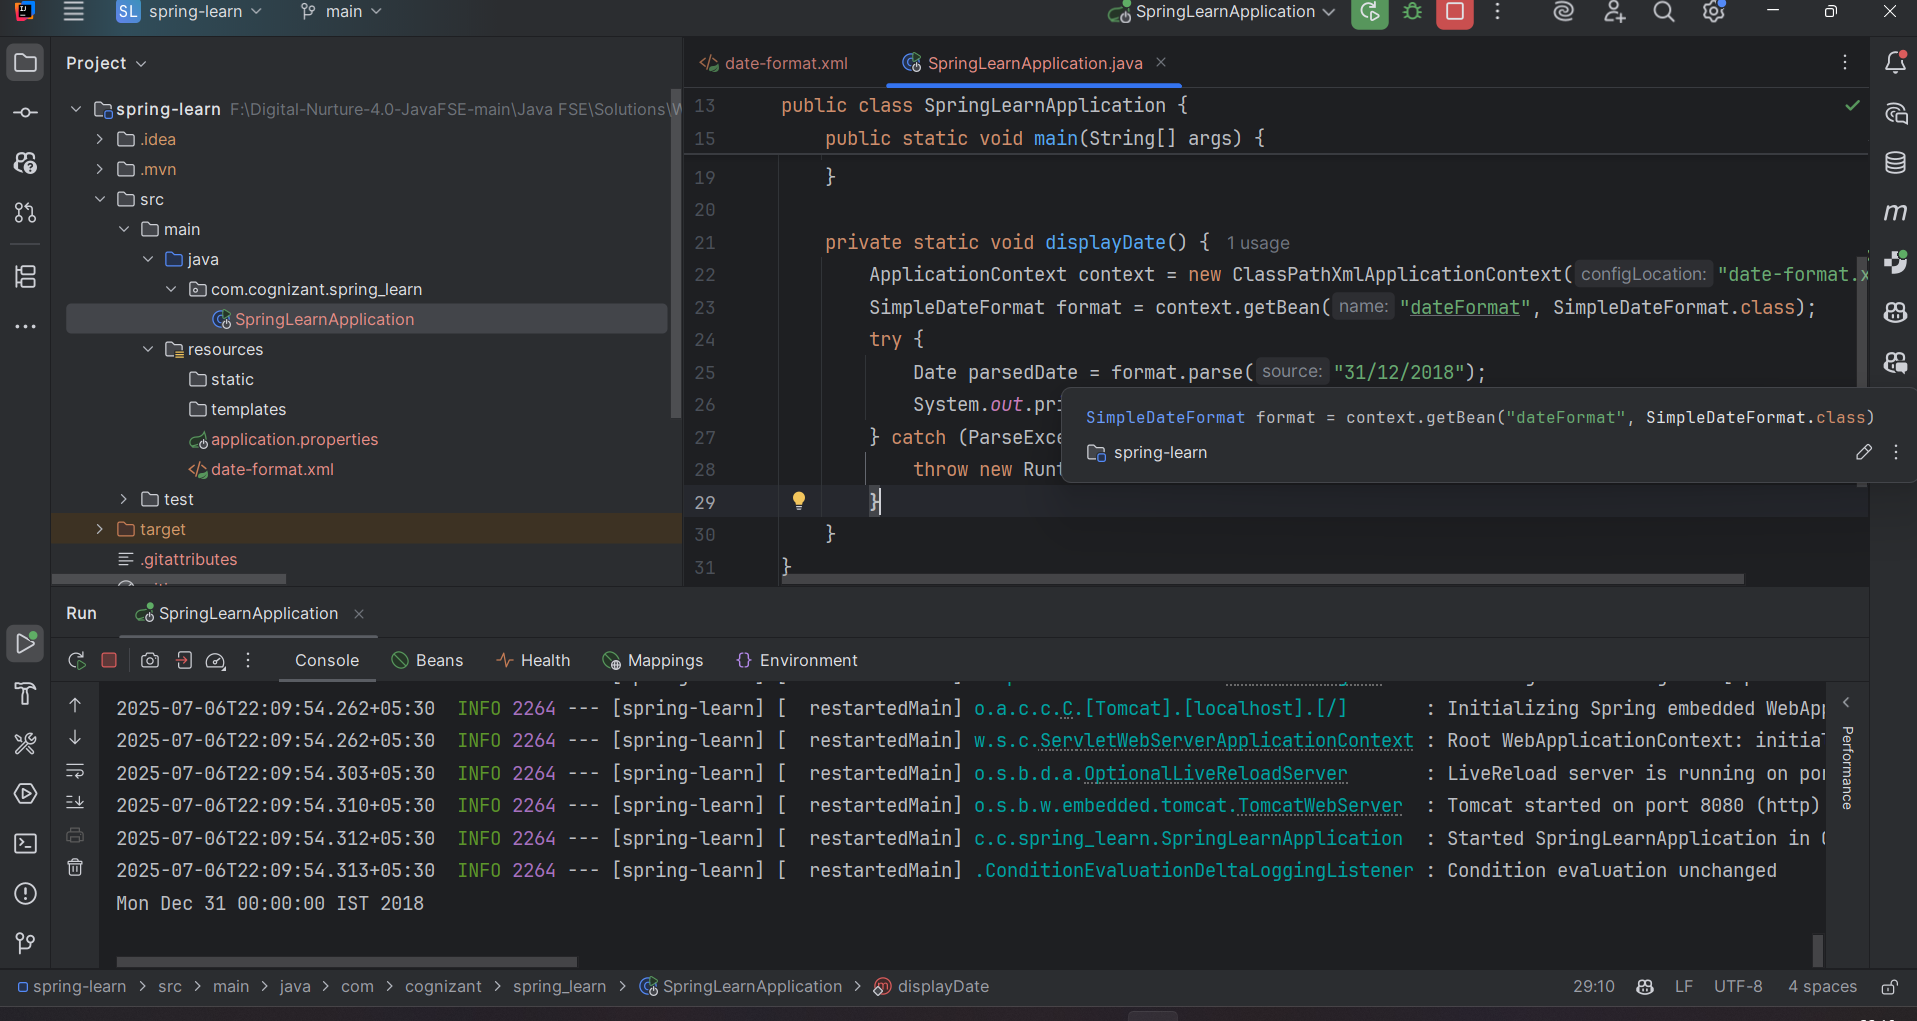 SL spring-learn main SpringLearnApplication
Project
spring-learn F:\Digital-Nurture-4.0-JavaFSE-main\Java FSE\Solutions\W
.idea
.mvn
src
main
java
com.cognizant.spring_learn
SpringLearnApplication
resources
static
templates
application.properties
date-format.xml
test
target
.gitattributes
date-format.xml SpringLearnApplication.java
13 public class SpringLearnApplication {
15 public static void main(String[] args) {
19 }
20
21 private static void displayDate() { 1 usage
22 ApplicationContext context = new ClassPathXmlApplicationContext( configLocation: "date-format.x
23 SimpleDateFormat format = context.getBean( name: "dateFormat", SimpleDateFormat.class);
24 try {
25 Date parsedDate = format.parse( source: "31/12/2018");
26 System.out.pri
27 } catch (ParseExce
28 throw new Runt
29 }
30 }
31 }
SimpleDateFormat format = context.getBean("dateFormat", SimpleDateFormat.class)
spring-learn
Run SpringLearnApplication
Console Beans Health Mappings Environment
2025-07-06T22:09:54.262+05:30 INFO 2264 --- [spring-learn] [ restartedMain] o.a.c.c.C.[Tomcat].[localhost].[/] : Initializing Spring embedded WebApp
2025-07-06T22:09:54.262+05:30 INFO 2264 --- [spring-learn] [ restartedMain] w.s.c.ServletWebServerApplicationContext : Root WebApplicationContext: initial
2025-07-06T22:09:54.303+05:30 INFO 2264 --- [spring-learn] [ restartedMain] o.s.b.d.a.OptionalLiveReloadServer : LiveReload server is running on por
2025-07-06T22:09:54.310+05:30 INFO 2264 --- [spring-learn] [ restartedMain] o.s.b.w.embedded.tomcat.TomcatWebServer : Tomcat started on port 8080 (http)
2025-07-06T22:09:54.312+05:30 INFO 2264 --- [spring-learn] [ restartedMain] c.c.spring_learn.SpringLearnApplication : Started SpringLearnApplication in
2025-07-06T22:09:54.313+05:30 INFO 2264 --- [spring-learn] [ restartedMain] .ConditionEvaluationDeltaLoggingListener : Condition evaluation unchanged
Mon Dec 31 00:00:00 IST 2018
Performance
spring-learn > src > main > java > com > cognizant > spring_learn > SpringLearnApplication > displayDate
29:10 LF UTF-8 4 spaces